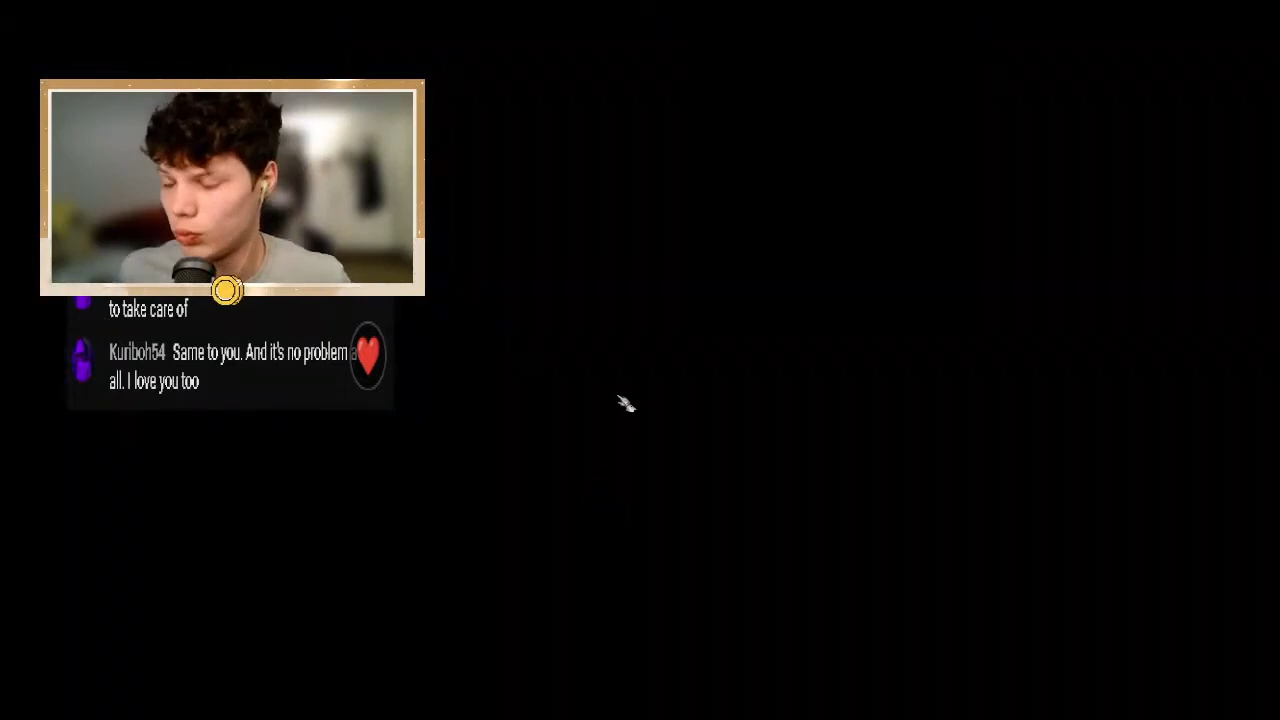 to take care of
Kuriboh54 Same to you. And it's no problem a
all. I love you too